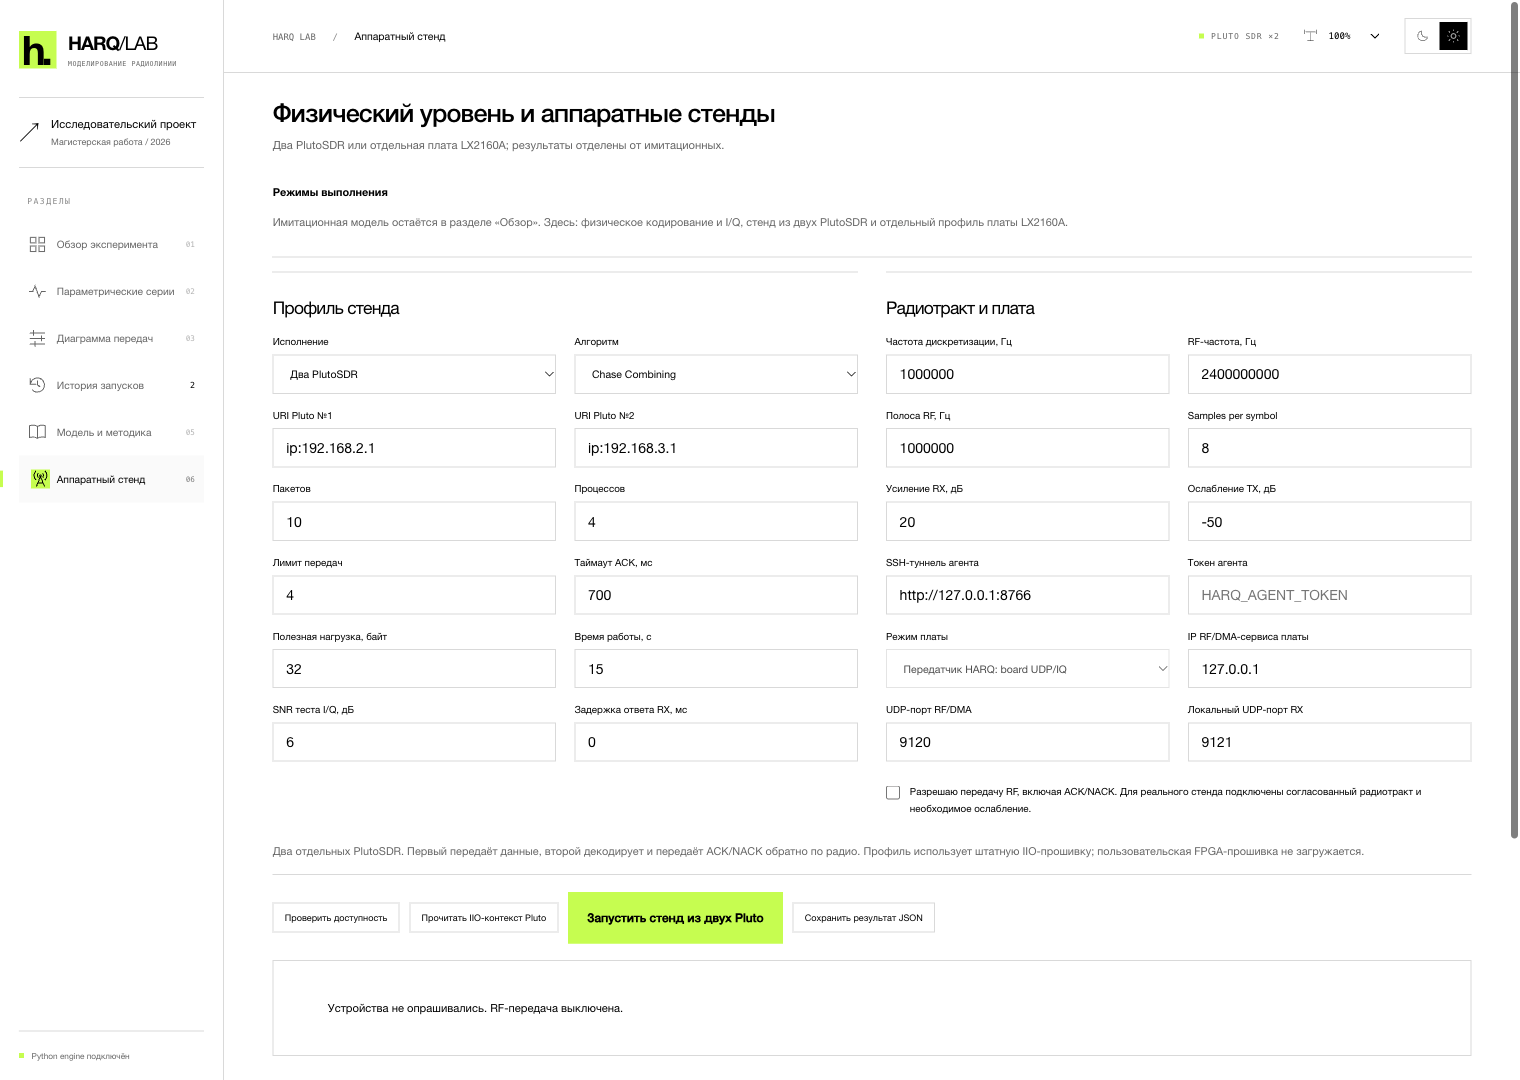 h.
HARQ/LAB
МОДЕЛИРОВАНИЕ РАДИОЛИНИИ
Исследовательский проект
Магистерская работа / 2026
РАЗДЕЛЫ
Обзор эксперимента 01
Параметрические серии 02
Диаграмма передач 03
История запусков 2
Модель и методика 05
Аппаратный стенд 06
Python engine подключён
HARQ LAB / Аппаратный стенд
PLUTO SDR ×2
100%
Физический уровень и аппаратные стенды
Два PlutoSDR или отдельная плата LX2160A; результаты отделены от имитационных.
Режимы выполнения
Имитационная модель остаётся в разделе «Обзор». Здесь: физическое кодирование и I/Q, стенд из двух PlutoSDR и отдельный профиль платы LX2160A.
Профиль стенда
Исполнение
Два PlutoSDR
Алгоритм
Chase Combining
URI Pluto №1
ip:192.168.2.1
URI Pluto №2
ip:192.168.3.1
Пакетов
10
Процессов
4
Лимит передач
4
Таймаут ACK, мс
700
Полезная нагрузка, байт
32
Время работы, с
15
SNR теста I/Q, дБ
6
Задержка ответа RX, мс
0
Радиотракт и плата
Частота дискретизации, Гц
1000000
RF-частота, Гц
2400000000
Полоса RF, Гц
1000000
Samples per symbol
8
Усиление RX, дБ
20
Ослабление TX, дБ
-50
SSH-туннель агента
http://127.0.0.1:8766
Токен агента
HARQ_AGENT_TOKEN
Режим платы
Передатчик HARQ: board UDP/IQ
IP RF/DMA-сервиса платы
127.0.0.1
UDP-порт RF/DMA
9120
Локальный UDP-порт RX
9121
Разрешаю передачу RF, включая ACK/NACK. Для реального стенда подключены согласованный радиотракт и
необходимое ослабление.
Два отдельных PlutoSDR. Первый передаёт данные, второй декодирует и передаёт ACK/NACK обратно по радио. Профиль использует штатную IIO-прошивку; пользовательская FPGA-прошивка не загружается.
Проверить доступность
Прочитать IIO-контекст Pluto
Запустить стенд из двух Pluto
Сохранить результат JSON
Устройства не опрашивались. RF-передача выключена.